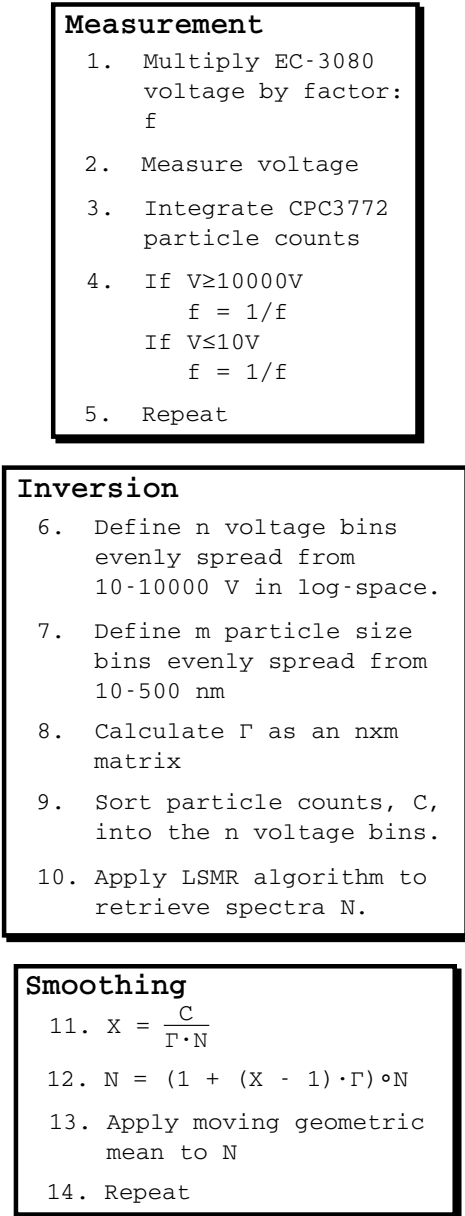 Measurement
1. Multiply EC-3080
voltage by factor:
f
2. Measure voltage
3. Integrate CPC3772
particle counts
4. If V≥10000V
f = 1/f
If V≤10V
f = 1/f
5. Repeat
Inversion
6. Define n voltage bins
evenly spread from
10-10000 V in log-space.
7. Define m particle size
bins evenly spread from
10-500 nm
8. Calculate Γ as an nxm
matrix
9. Sort particle counts, C,
into the n voltage bins.
10. Apply LSMR algorithm to
retrieve spectra N.
Smoothing
11. X = C / Γ·N
12. N = (1 + (X - 1)·Γ)∘N
13. Apply moving geometric
mean to N
14. Repeat